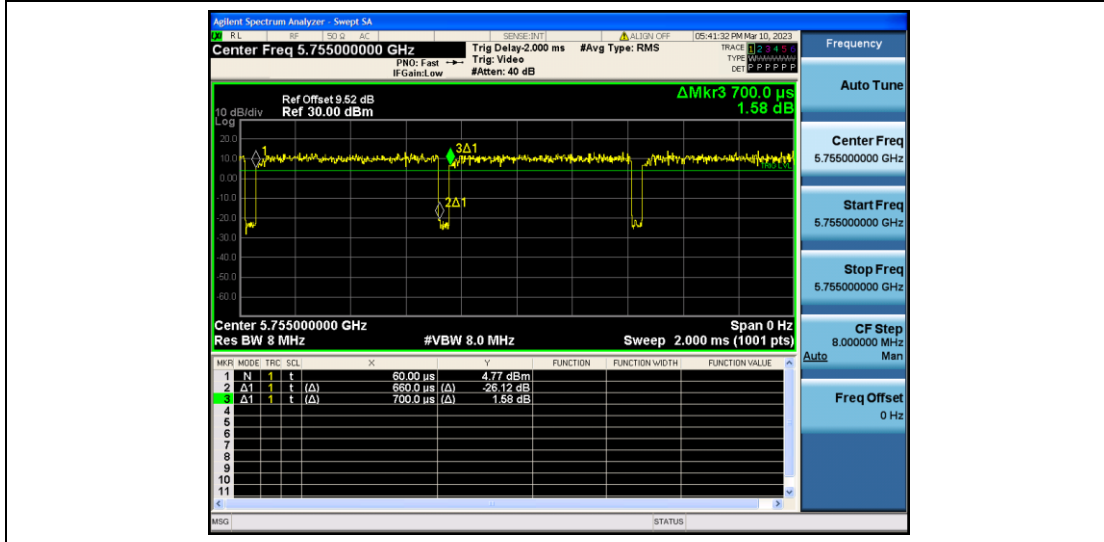 Agilent Spectrum Analyzer - Swept SA
RL RF 50 Ω AC SENSE:INT ALIGN OFF 05:41:32 PM Mar 10, 2023
Center Freq 5.755000000 GHz Trig Delay-2.000 ms #Avg Type: RMS TRACE 1 2 3 4 5 6
PNO: Fast Trig: Video TYPE
IFGain:Low #Atten: 40 dB DET P P P P P P
ΔMkr3 700.0 µs
1.58 dB
Ref Offset 9.52 dB
10 dB/div Ref 30.00 dBm
Log
20.0
10.0
0.00
-10.0
-20.0
-30.0
-40.0
-50.0
-60.0
1
3Δ1
2Δ1
TRIG LVL
Center 5.755000000 GHz Span 0 Hz
Res BW 8 MHz #VBW 8.0 MHz Sweep 2.000 ms (1001 pts)
MKR MODE TRC SCL X Y FUNCTION FUNCTION WIDTH FUNCTION VALUE
1 N 1 t 60.00 µs 4.77 dBm
2 Δ1 1 t (Δ) 660.0 µs (Δ) -26.12 dB
3 Δ1 1 t (Δ) 700.0 µs (Δ) 1.58 dB
4
5
6
7
8
9
10
11
MSG STATUS
Frequency
Auto Tune
Center Freq
5.755000000 GHz
Start Freq
5.755000000 GHz
Stop Freq
5.755000000 GHz
CF Step
8.000000 MHz
Auto Man
Freq Offset
0 Hz